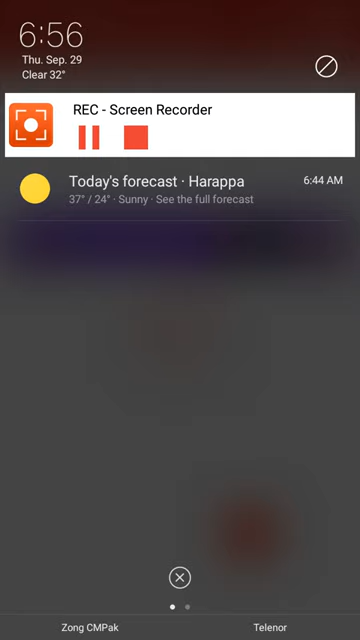 6:56
Thu. Sep. 29
Clear 32°
REC - Screen Recorder
Today's forecast · Harappa 6:44 AM
37° / 24° · Sunny · See the full forecast
Zong CMPak Telenor